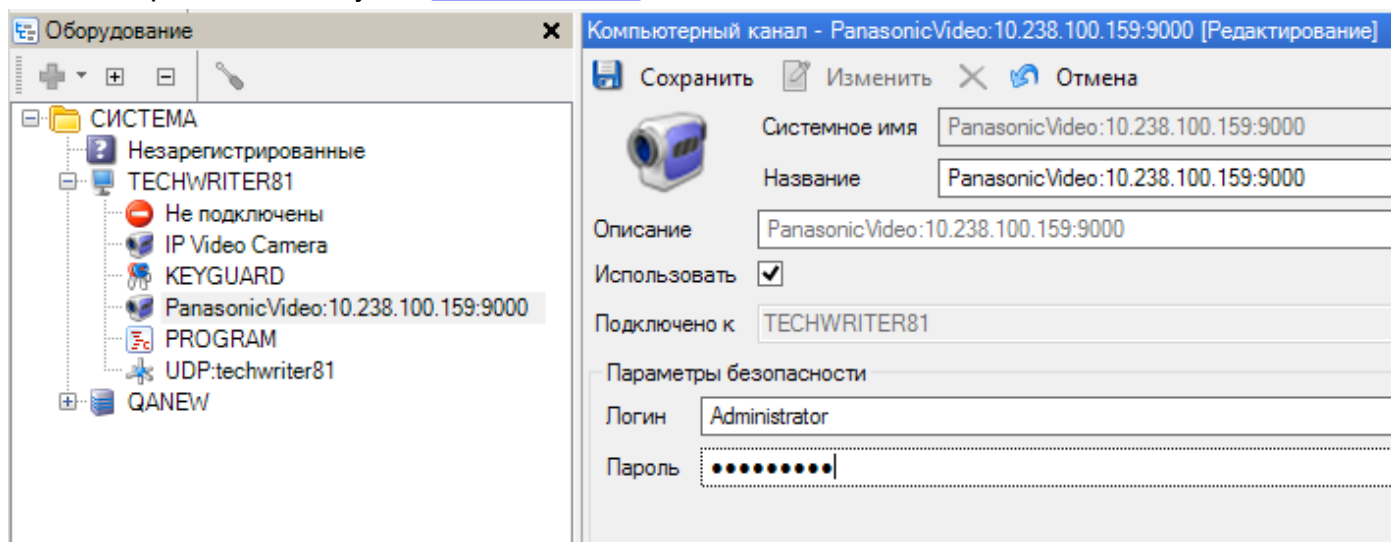 Оборудование
СИСТЕМА
Незарегистрированные
TECHWRITER81
Не подключены
IP Video Camera
KEYGUARD
PanasonicVideo:10.238.100.159:9000
PROGRAM
UDP:techwriter81
QANEW
Компьютерный канал - PanasonicVideo:10.238.100.159:9000 [Редактирование]
Сохранить Изменить Отмена
Системное имя PanasonicVideo:10.238.100.159:9000
Название PanasonicVideo:10.238.100.159:9000
Описание PanasonicVideo:10.238.100.159:9000
Использовать
Подключено к TECHWRITER81
Параметры безопасности
Логин Administrator
Пароль •••••••••